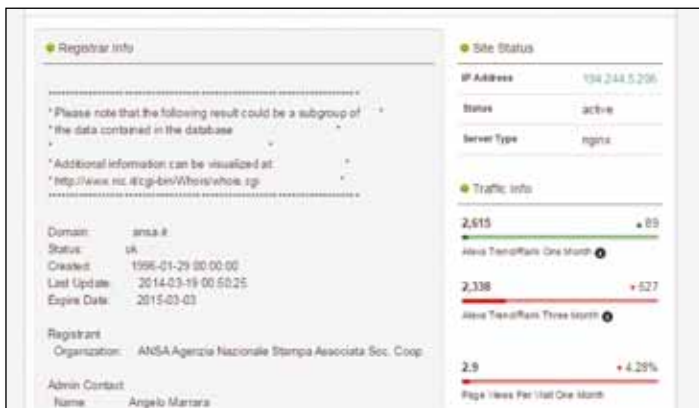 Registrar Info
* Please note that the following result could be a subgroup of *
* the data contained in the database *
* *
* Additional information can be visualized at: *
* http://www.nic.it/cgi-bin/Whois/whois.cgi *
Domain: ansa.it
Status: ok
Created: 1996-01-29 00:00:00
Last Update: 2014-03-19 00:50:25
Expire Date: 2015-03-03
Registrant
Organization: ANSA Agenzia Nazionale Stampa Associata Soc. Coop
Admin Contact
Name: Angelo Marrara
Site Status
IP Address 194.244.5.206
Status active
Server Type nginx
Traffic Info
2,615 ▲ 89
Alexa Trend/Rank One Month
2,338 ▼ 527
Alexa Trend/Rank Three Month
2.9 ▼ 4.28%
Page Views Per Visit One Month